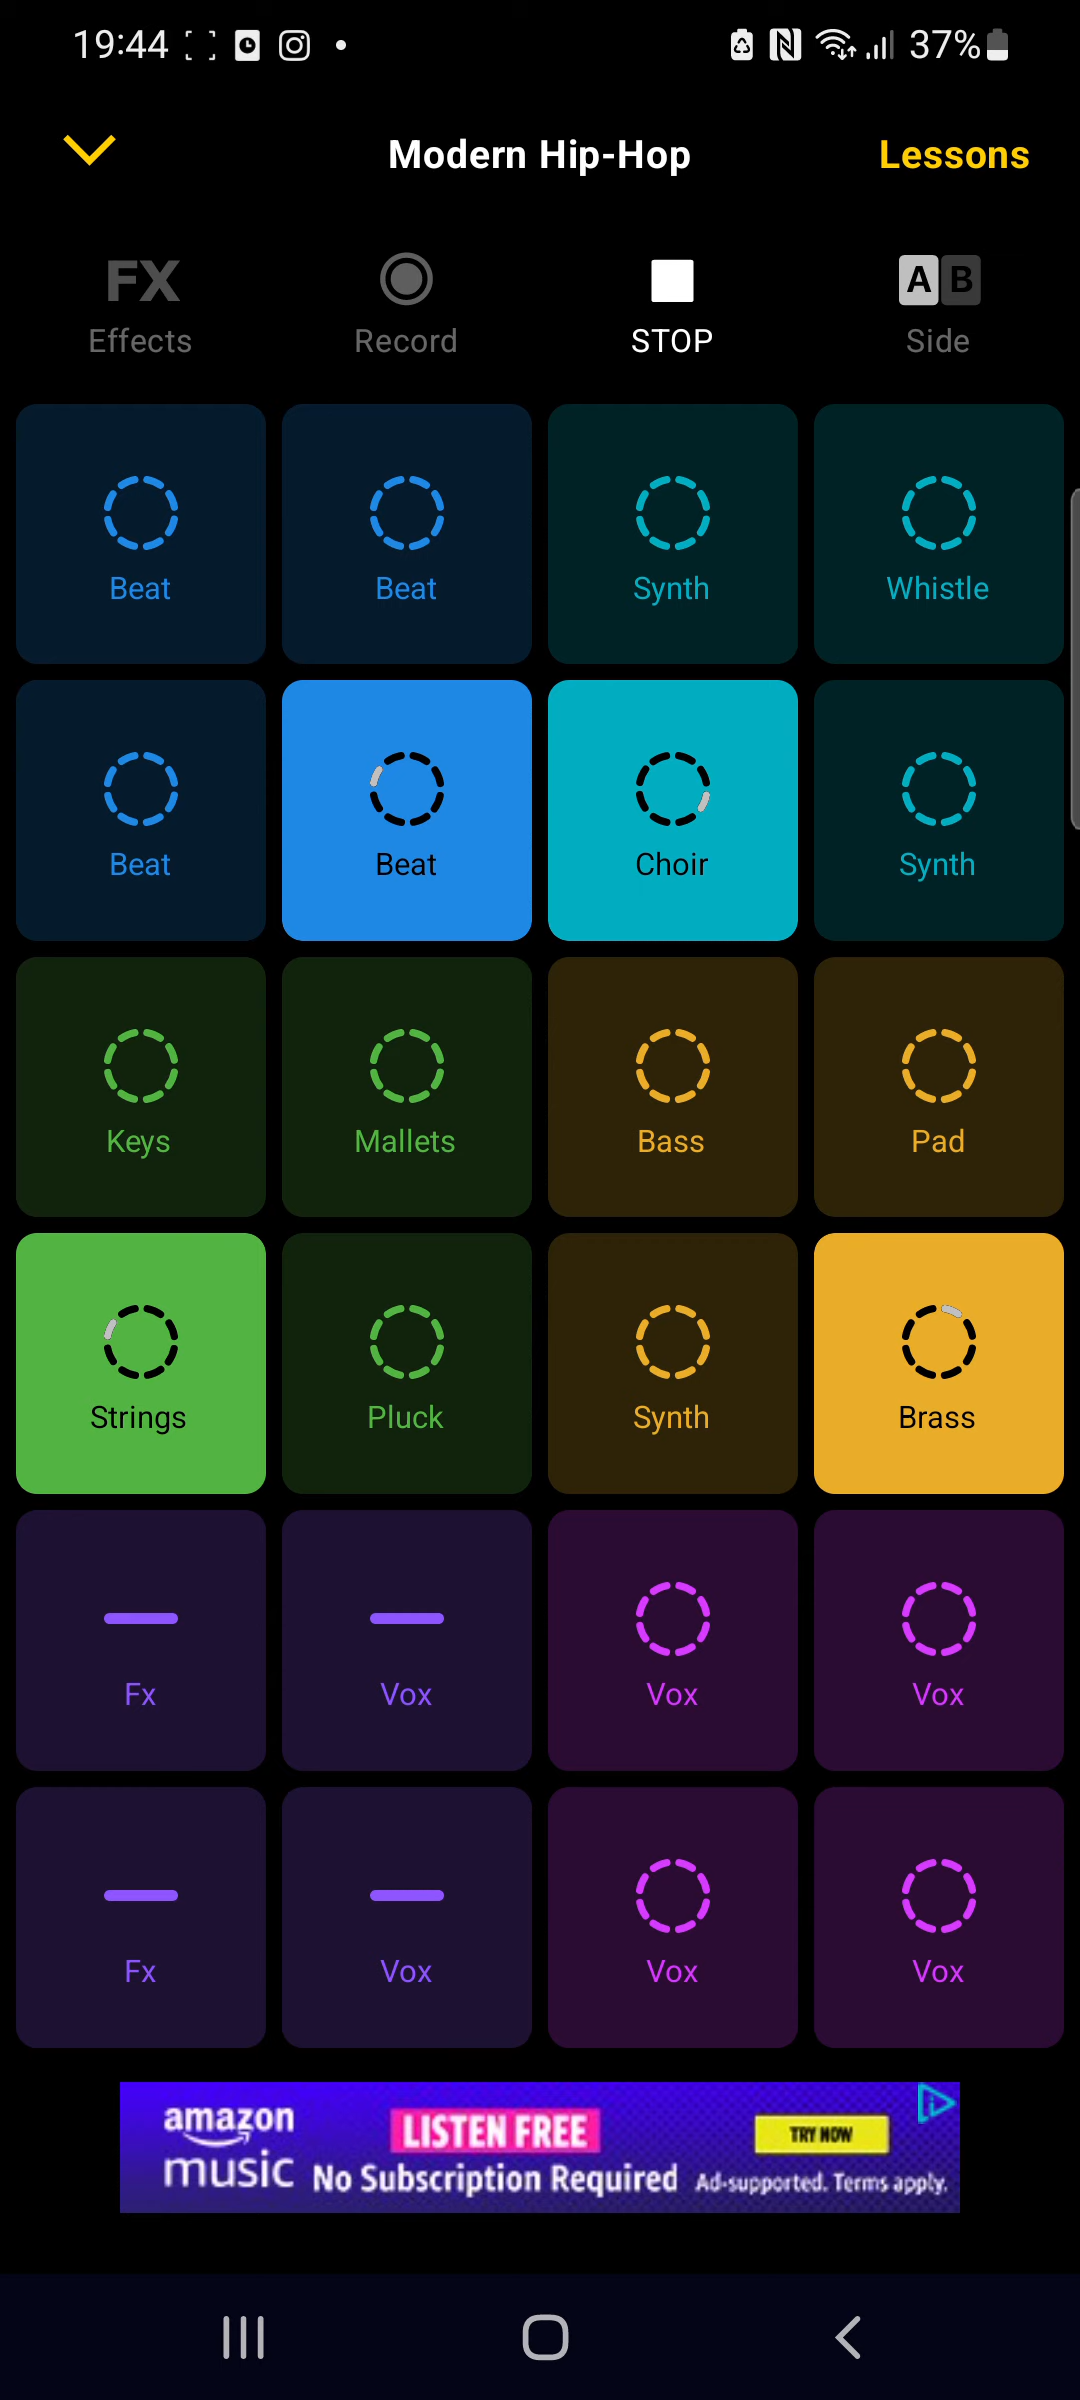 19:44 37%
Modern Hip-Hop Lessons
FX A B
Effects Record STOP Side
Beat Beat Synth Whistle
Beat Beat Choir Synth
Keys Mallets Bass Pad
Strings Pluck Synth Brass
Fx Vox Vox Vox
Fx Vox Vox Vox
amazon music
LISTEN FREE
TRY NOW
No Subscription Required
Ad-supported. Terms apply.